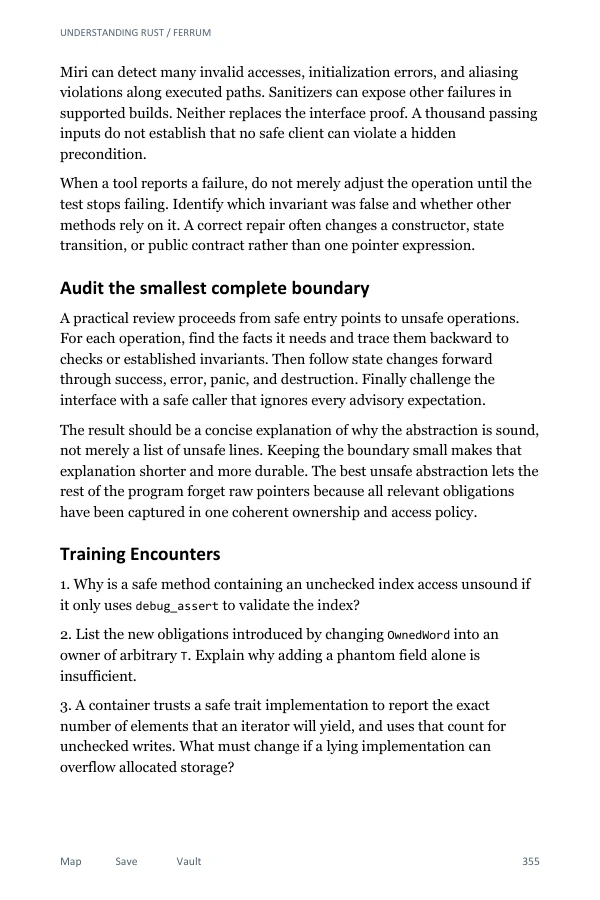 UNDERSTANDING RUST / FERRUM
Miri can detect many invalid accesses, initialization errors, and aliasing
violations along executed paths. Sanitizers can expose other failures in
supported builds. Neither replaces the interface proof. A thousand passing
inputs do not establish that no safe client can violate a hidden
precondition.
When a tool reports a failure, do not merely adjust the operation until the
test stops failing. Identify which invariant was false and whether other
methods rely on it. A correct repair often changes a constructor, state
transition, or public contract rather than one pointer expression.
Audit the smallest complete boundary
A practical review proceeds from safe entry points to unsafe operations.
For each operation, find the facts it needs and trace them backward to
checks or established invariants. Then follow state changes forward
through success, error, panic, and destruction. Finally challenge the
interface with a safe caller that ignores every advisory expectation.
The result should be a concise explanation of why the abstraction is sound,
not merely a list of unsafe lines. Keeping the boundary small makes that
explanation shorter and more durable. The best unsafe abstraction lets the
rest of the program forget raw pointers because all relevant obligations
have been captured in one coherent ownership and access policy.
Training Encounters
1. Why is a safe method containing an unchecked index access unsound if
it only uses debug_assert to validate the index?
2. List the new obligations introduced by changing OwnedWord into an
owner of arbitrary T. Explain why adding a phantom field alone is
insufficient.
3. A container trusts a safe trait implementation to report the exact
number of elements that an iterator will yield, and uses that count for
unchecked writes. What must change if a lying implementation can
overflow allocated storage?
Map Save Vault 355